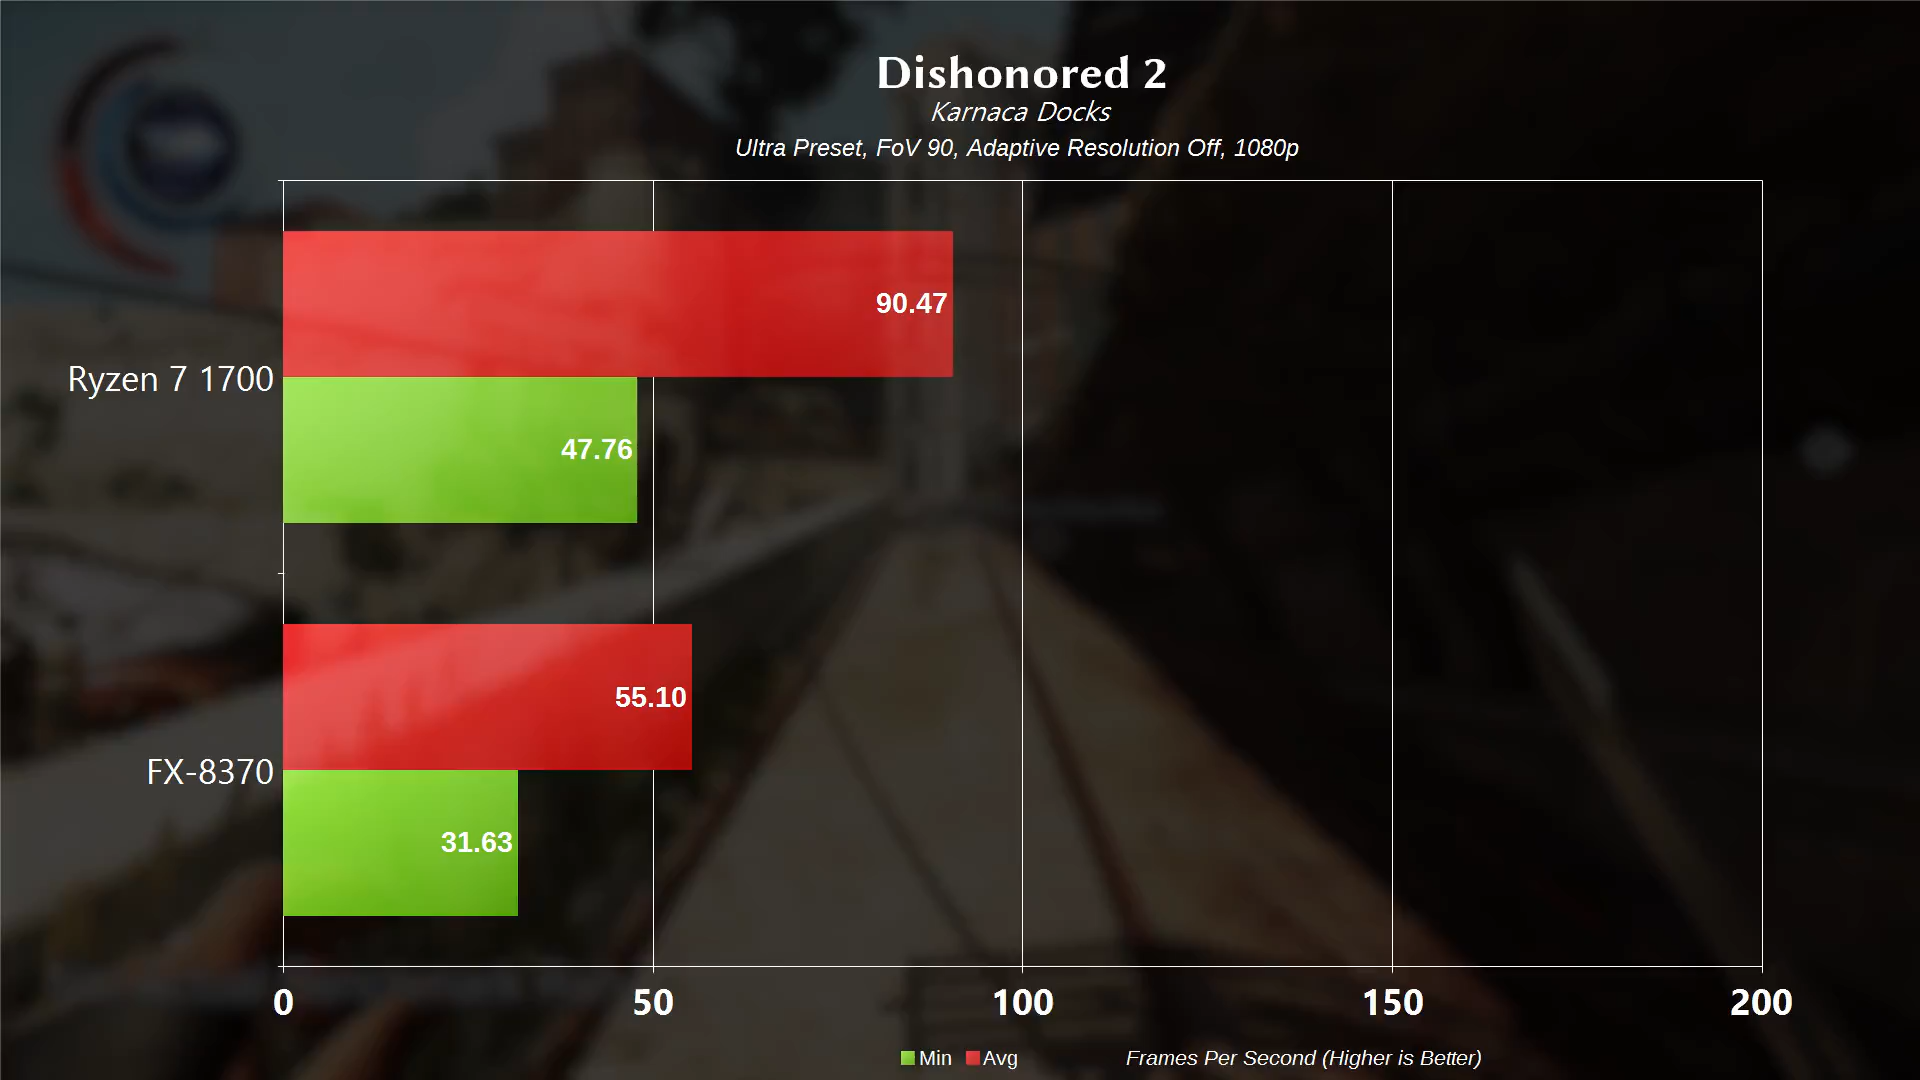 Dishonored 2
Karnaca Docks
Ultra Preset, FoV 90, Adaptive Resolution Off, 1080p
90.47
Ryzen 7 1700
47.76
55.10
FX-8370
31.63
0 50 100 150 200
Min Avg Frames Per Second (Higher is Better)